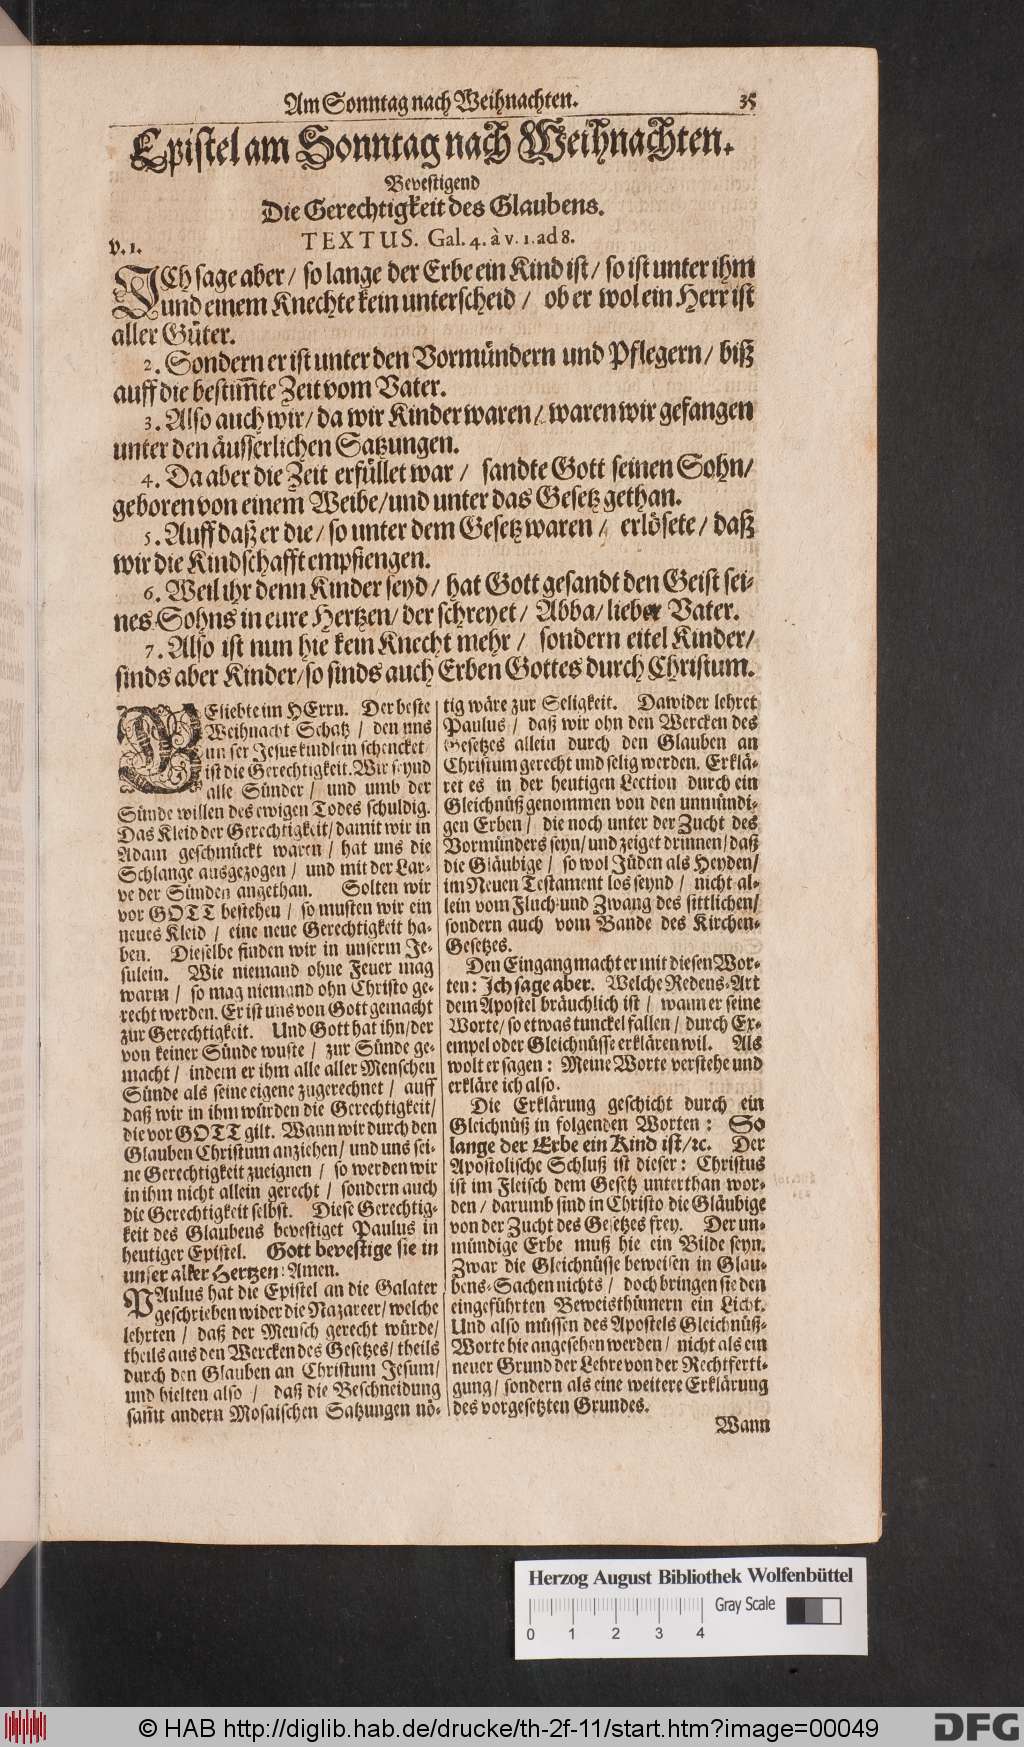 Am Sonntag nach Weihnachten. 35
Epistel am Sonntag nach Weihnachten.
Bevestigend
Die Gerechtigkeit des Glaubens.
TEXTUS. Gal. 4. à v. 1. ad 8.
v. 1.
ICh sage aber / so lange der Erbe ein Kind ist / so ist unter ihm
und einem Knechte kein unterscheid / ob er wol ein Herr ist
aller Güter.
2. Sondern er ist unter den Vormündern und Pflegern / biß
auff die bestim̃te Zeit vom Vater.
3. Also auch wir / da wir Kinder waren / waren wir gefangen
unter den äusserlichen Satzungen.
4. Da aber die Zeit erfüllet war / sandte Gott seinen Sohn /
geboren von einem Weibe / und unter das Gesetz gethan.
5. Auff daß er die / so unter dem Gesetz waren / erlösete / daß
wir die Kindschafft empfiengen.
6. Weil ihr denn Kinder seyd / hat Gott gesandt den Geist sei-
nes Sohns in eure Hertzen / der schreyet / Abba / lieber Vater.
7. Also ist nun hie kein Knecht mehr / sondern eitel Kinder /
sinds aber Kinder / so sinds auch Erben Gottes durch Christum.
GEliebte im HErrn. Der beste
Weihnacht Schatz / den uns
unser Jesuskindlein schencket
ist die Gerechtigkeit. Wir seynd
alle Sünder / und umb der
Sünde willen des ewigen Todes schuldig.
Das Kleid der Gerechtigkeit / damit wir in
Adam geschmückt waren / hat uns die
Schlange ausgezogen / und mit der Lar-
ve der Sünden angethan. Solten wir
vor GOTT bestehen / so musten wir ein
neues Kleid / eine neue Gerechtigkeit ha-
ben. Dieselbe finden wir in unserm Je-
sulein. Wie niemand ohne Feuer mag
warm / so mag niemand ohn Christo ge-
recht werden. Er ist uns von Gott gemacht
zur Gerechtigkeit. Und Gott hat ihn / der
von keiner Sünde wuste / zur Sünde ge-
macht / indem er ihm alle aller Menschen
Sünde als seine eigene zugerechnet / auff
daß wir in ihm würden die Gerechtigkeit /
die vor GOTT gilt. Wann wir durch den
Glauben Christum anziehen / und uns sei-
ne Gerechtigkeit zueignen / so werden wir
in ihm nicht allein gerecht / sondern auch
die Gerechtigkeit selbst. Diese Gerechtig-
keit des Glaubens bevestiget Paulus in
heutiger Epistel. Gott bevestige sie in
unser aller Hertzen: Amen.
PAulus hat die Epistel an die Galater
geschrieben wider die Nazareer / welche
lehrten / daß der Mensch gerecht würde /
theils aus den Wercken des Gesetzes / theils
durch den Glauben an Christum Jesum /
und hielten also / daß die Beschneidung
sam̃t andern Mosaischen Satzungen nö-
tig wäre zur Seligkeit. Dawider lehret
Paulus / daß wir ohn den Wercken des
Gesetzes allein durch den Glauben an
Christum gerecht und selig werden. Erklä-
ret es in der heutigen Lection durch ein
Gleichnüß genommen von den unmündi-
gen Erben / die noch unter der Zucht des
Vormünders seyn / und zeiget drinnen / daß
die Gläubige / so wol Jüden als Heyden /
im Neuen Testament los seynd / nicht al-
lein vom Fluch und Zwang des sittlichen /
sondern auch vom Bande des Kirchen-
Gesetzes.
Den Eingang macht er mit diesen Wor-
ten: Ich sage aber. Welche Redens-Art
dem Apostel bräuchlich ist / wann er seine
Worte / so etwas tunckel fallen / durch Ex-
empel oder Gleichnüsse erklären wil. Als
wolt er sagen: Meine Worte verstehe und
erkläre ich also.
Die Erklärung geschicht durch ein
Gleichnüß in folgenden Worten: So
lange der Erbe ein Kind ist / ꝛc. Der
Apostolische Schluß ist dieser: Christus
ist im Fleisch dem Gesetz unterthan wor-
den / darumb sind in Christo die Gläubige
von der Zucht des Gesetzes frey. Der un-
mündige Erbe muß hie ein Bilde seyn.
Zwar die Gleichnüsse beweisen in Glau-
bens-Sachen nichts / doch bringen sie den
eingeführten Beweisthümern ein Licht.
Und also müssen des Apostels Gleichnüß-
Worte hie angesehen werden / nicht als ein
neuer Grund der Lehre von der Rechtferti-
gung / sondern als eine weitere Erklärung
des vorgesetzten Grundes.
Wann
Herzog August Bibliothek Wolfenbüttel
Gray Scale
0 1 2 3 4
© HAB http://diglib.hab.de/drucke/th-2f-11/start.htm?image=00049
DFG